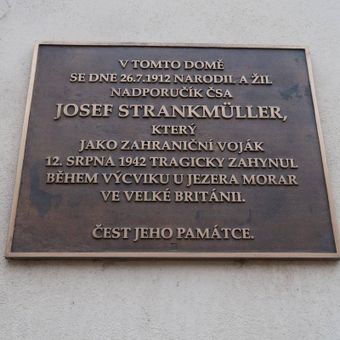 V TOMTO DOMĚ
SE DNE 26.7.1912 NARODIL A ŽIL
NADPORUČÍK ČSA
JOSEF STRANKMÜLLER,
KTERÝ
JAKO ZAHRANIČNÍ VOJÁK
12. SRPNA 1942 TRAGICKY ZAHYNUL
BĚHEM VÝCVIKU U JEZERA MORAR
VE VELKÉ BRITÁNII.
ČEST JEHO PAMÁTCE.